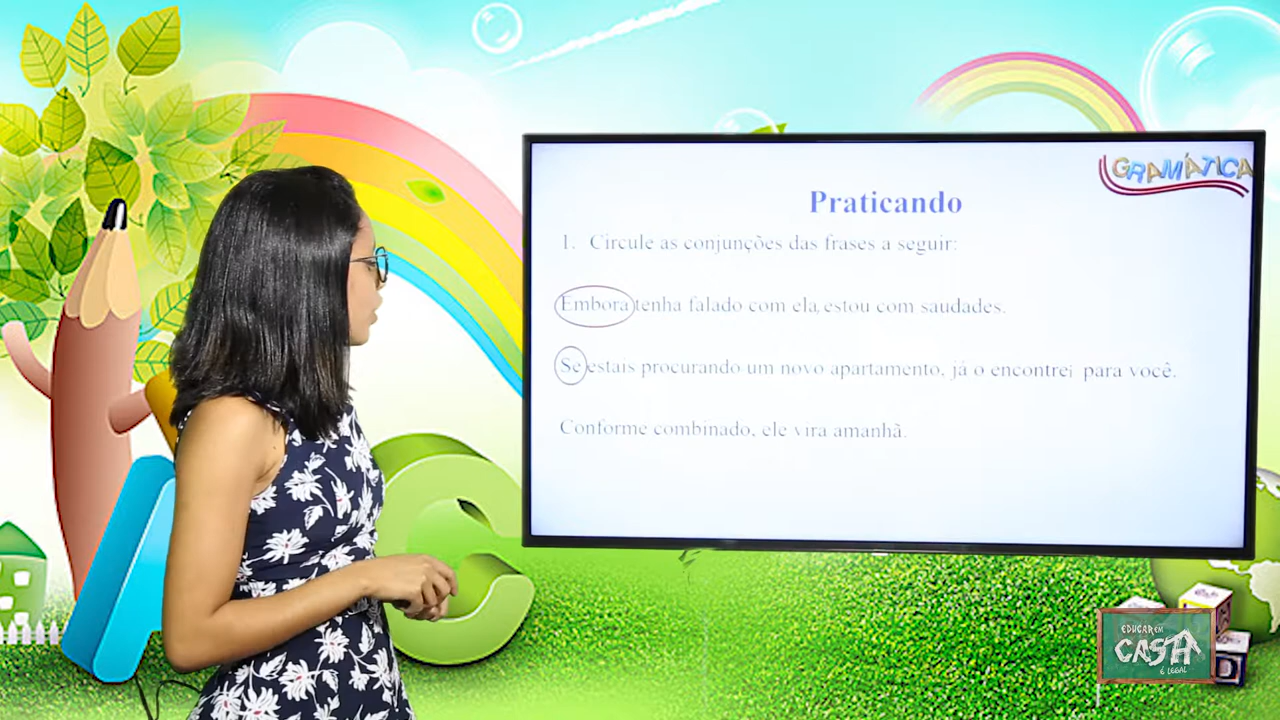 GRAMÁTICA
Praticando
1. Circule as conjunções das frases a seguir:
Embora tenha falado com ela, estou com saudades.
Se estais procurando um novo apartamento, já o encontrei para você.
Conforme combinado, ele vira amanhã.
EDUCAR EM
CASA
É LEGAL